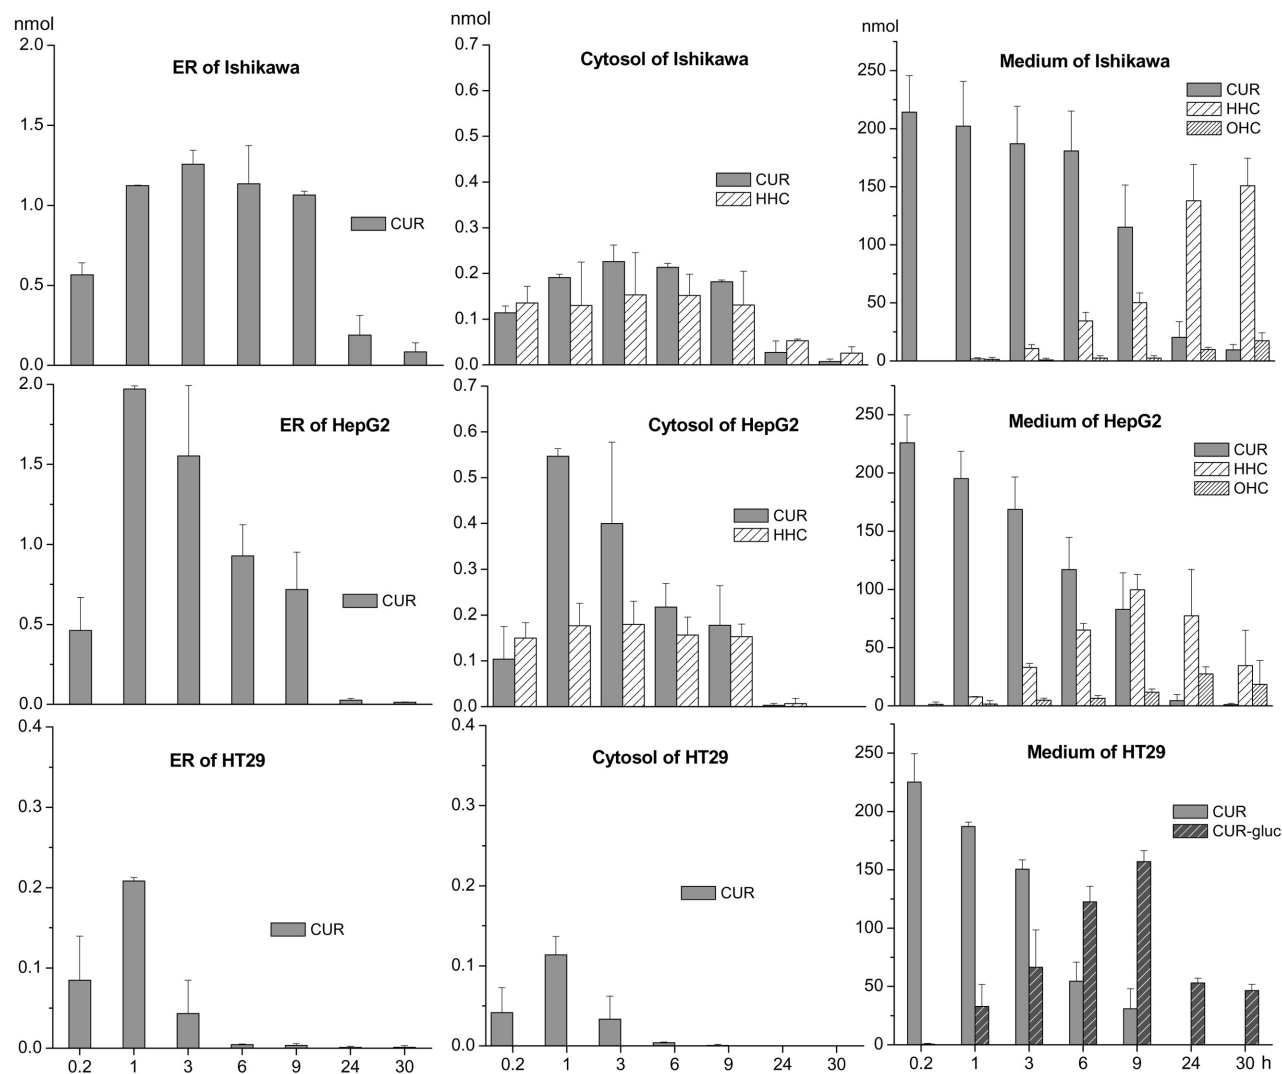 nmol
ER of Ishikawa
2.0
1.5
1.0
0.5
0.0
CUR
nmol
Cytosol of Ishikawa
0.7
0.6
0.5
0.4
0.3
0.2
0.1
0.0
CUR
HHC
nmol
Medium of Ishikawa
250
200
150
100
50
0
CUR
HHC
OHC
ER of HepG2
2.0
1.5
1.0
0.5
0.0
CUR
Cytosol of HepG2
0.7
0.6
0.5
0.4
0.3
0.2
0.1
0.0
CUR
HHC
Medium of HepG2
250
200
150
100
50
0
CUR
HHC
OHC
ER of HT29
0.4
0.3
0.2
0.1
0.0
CUR
0.2 1 3 6 9 24 30
Cytosol of HT29
0.4
0.3
0.2
0.1
0.0
CUR
0.2 1 3 6 9 24 30
Medium of HT29
250
200
150
100
50
0
CUR
CUR-gluc
0.2 1 3 6 9 24 30 h